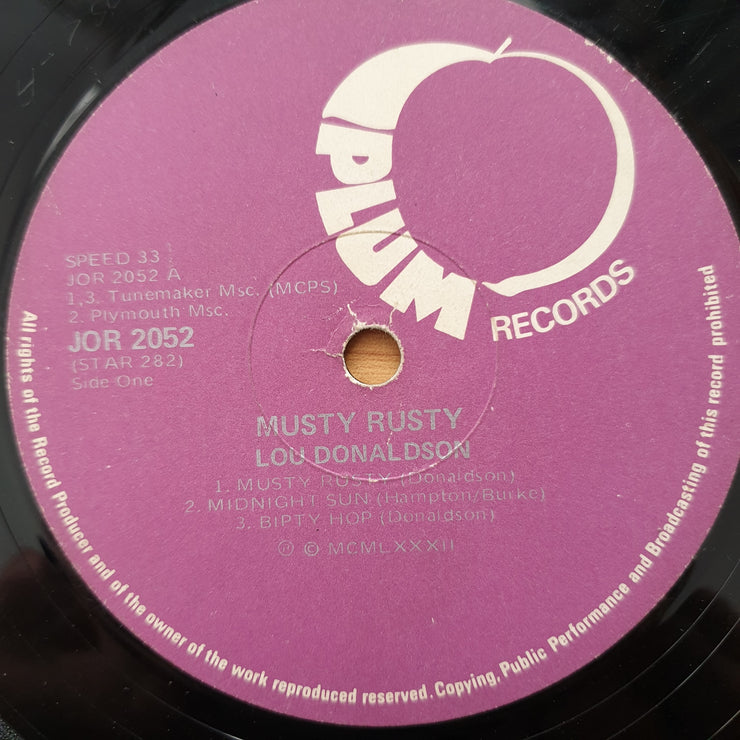 PLUM
RECORDS
SPEED 33 1/2
JOR 2052 A
1,3. Tunemaker Msc. (MCPS)
2. Plymouth Msc.
JOR 2052
(STAR 282)
Side One
MUSTY RUSTY
LOU DONALDSON
1. MUSTY RUSTY (Donaldson)
2. MIDNIGHT SUN (Hampton/Burke)
3. BIPTY HOP (Donaldson)
Ⓟ © MCMLXXXII
All rights of the Record Producer and of the owner of the work reproduced reserved. Copying, Public Performance and Broadcasting of this record prohibited